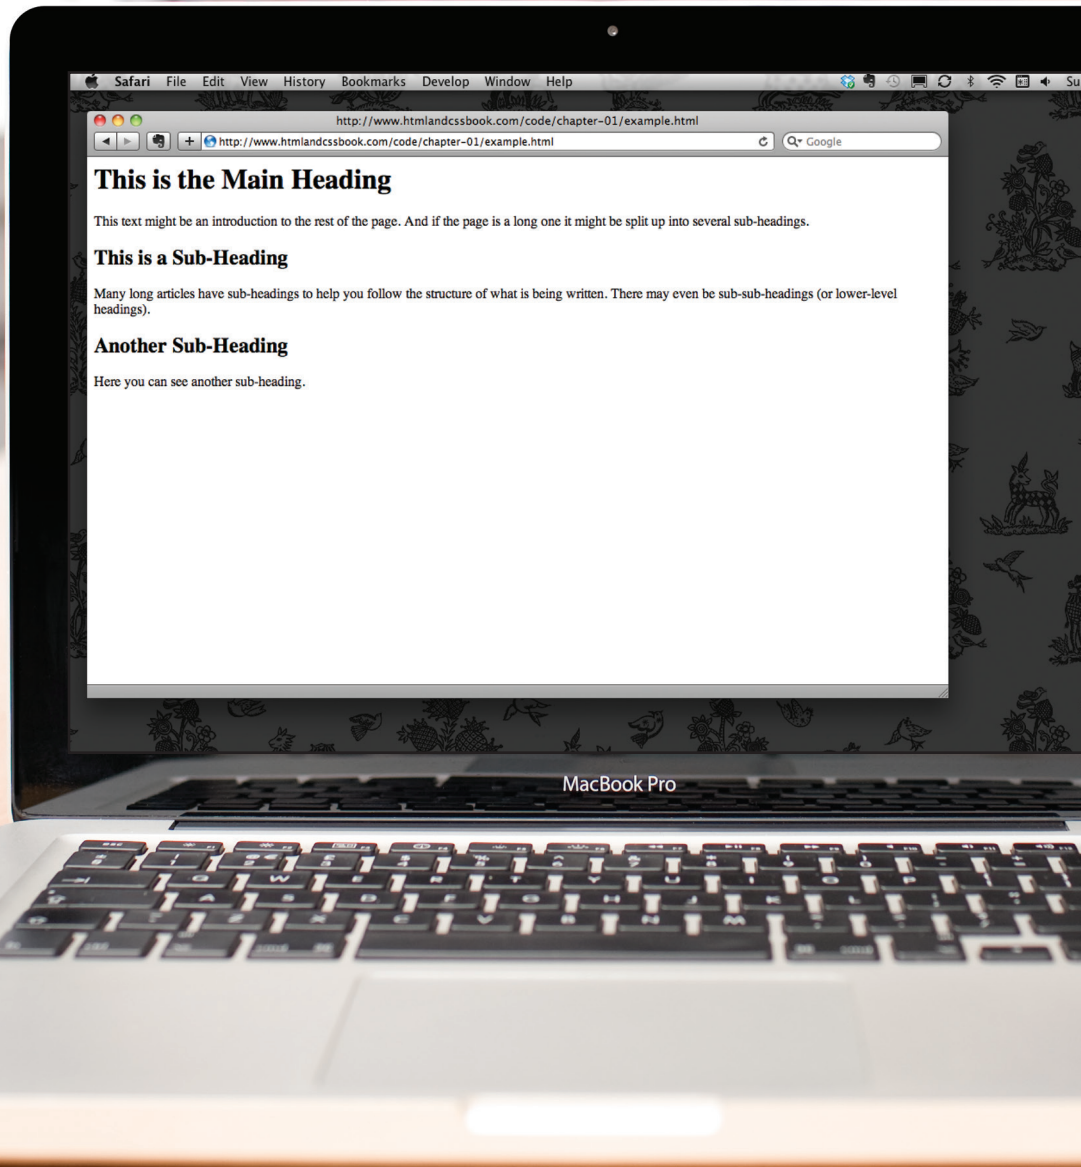 Safari File Edit View History Bookmarks Develop Window Help Su
http://www.htmlandcssbook.com/code/chapter-01/example.html
+ http://www.htmlandcssbook.com/code/chapter-01/example.html Google
This is the Main Heading
This text might be an introduction to the rest of the page. And if the page is a long one it might be split up into several sub-headings.
This is a Sub-Heading
Many long articles have sub-headings to help you follow the structure of what is being written. There may even be sub-sub-headings (or lower-level
headings).
Another Sub-Heading
Here you can see another sub-heading.
MacBook Pro